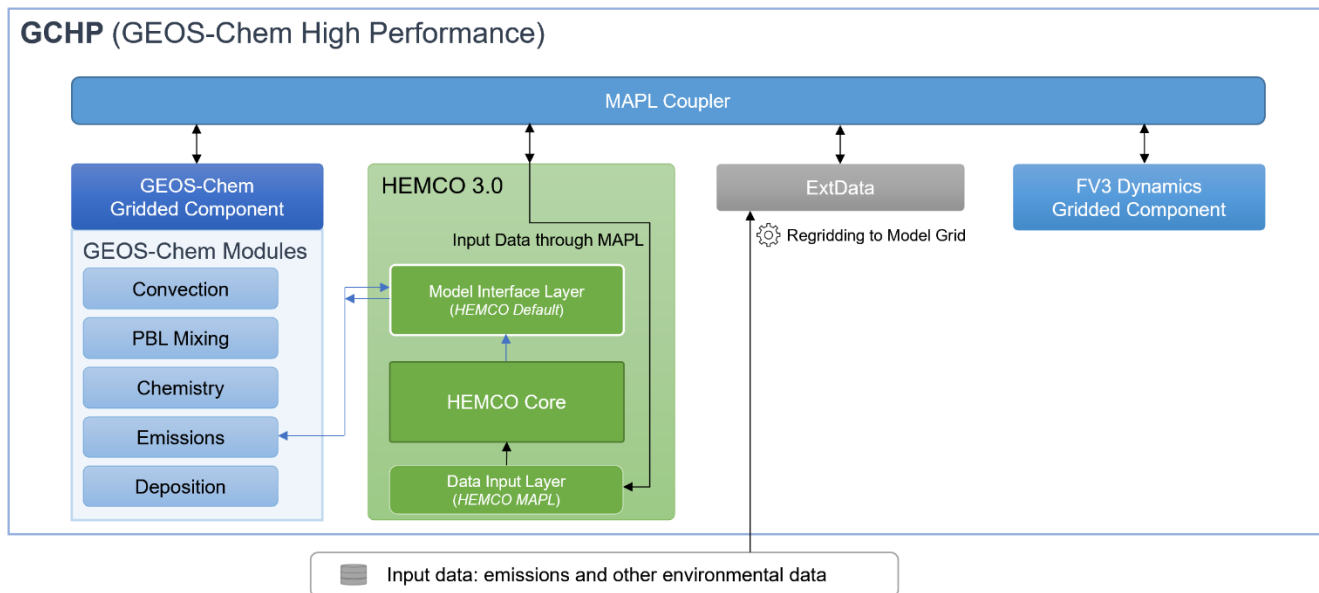 GCHP (GEOS-Chem High Performance)
MAPL Coupler
GEOS-Chem
Gridded Component
GEOS-Chem Modules
Convection
PBL Mixing
Chemistry
Emissions
Deposition
HEMCO 3.0
Input Data through MAPL
Model Interface Layer
(HEMCO Default)
HEMCO Core
Data Input Layer
(HEMCO MAPL)
ExtData
Regridding to Model Grid
FV3 Dynamics
Gridded Component
Input data: emissions and other environmental data